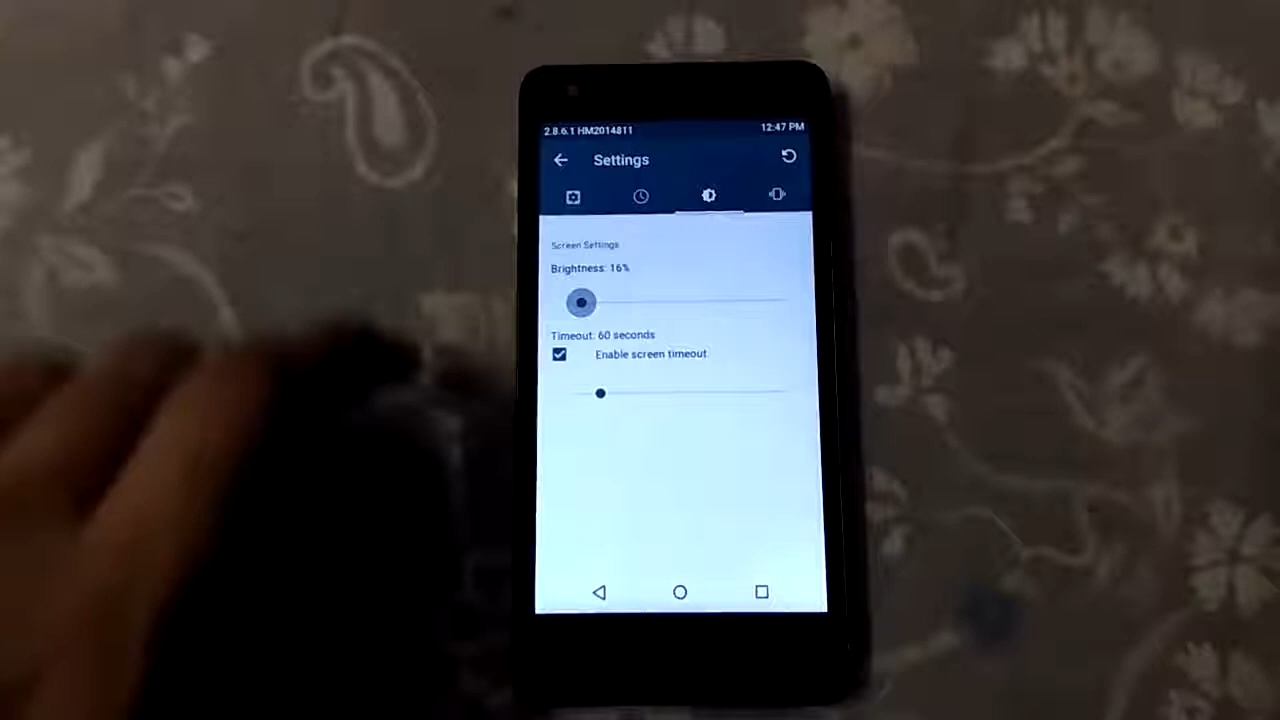 2.8.6.1 HM2014811 12:47 PM
Settings
Screen Settings
Brightness: 16%
Timeout: 60 seconds
Enable screen timeout